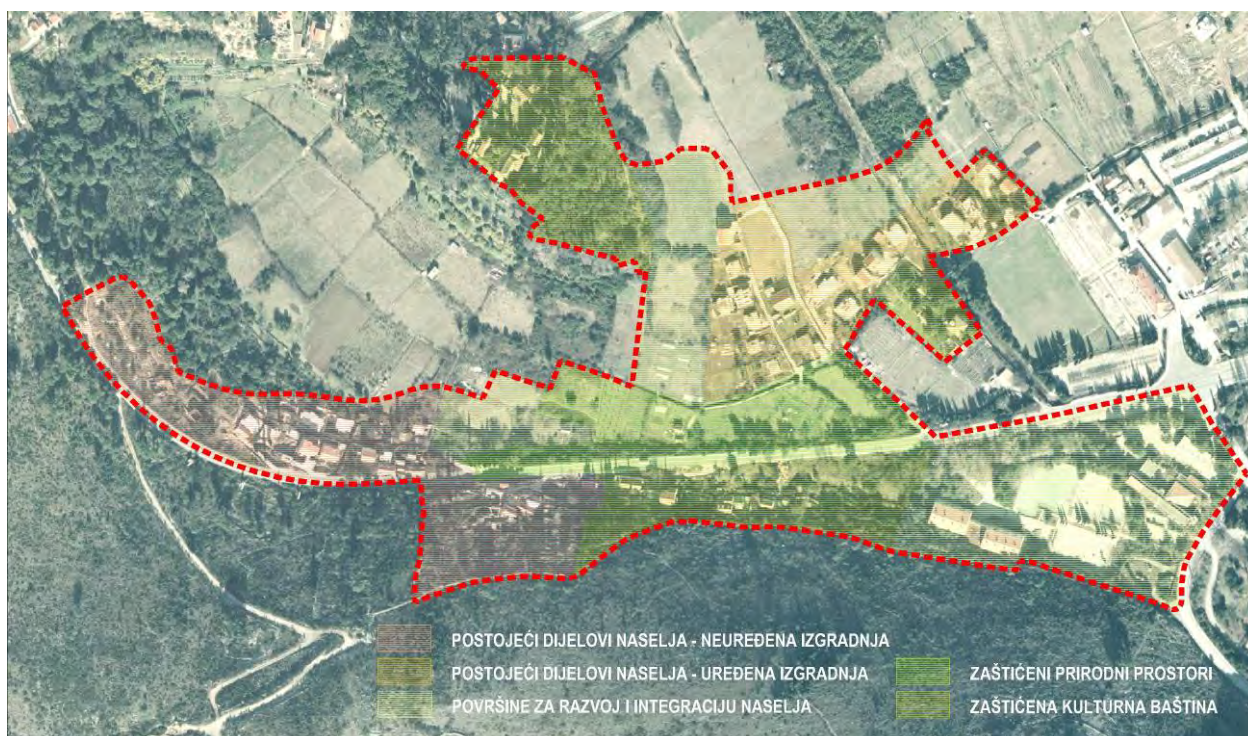 POSTOJEĆI DIJELOVI NASELJA - NEUREĐENA IZGRADNJA
POSTOJEĆI DIJELOVI NASELJA - UREĐENA IZGRADNJA
POVRŠINE ZA RAZVOJ I INTEGRACIJU NASELJA
ZAŠTIĆENI PRIRODNI PROSTORI
ZAŠTIĆENA KULTURNA BAŠTINA